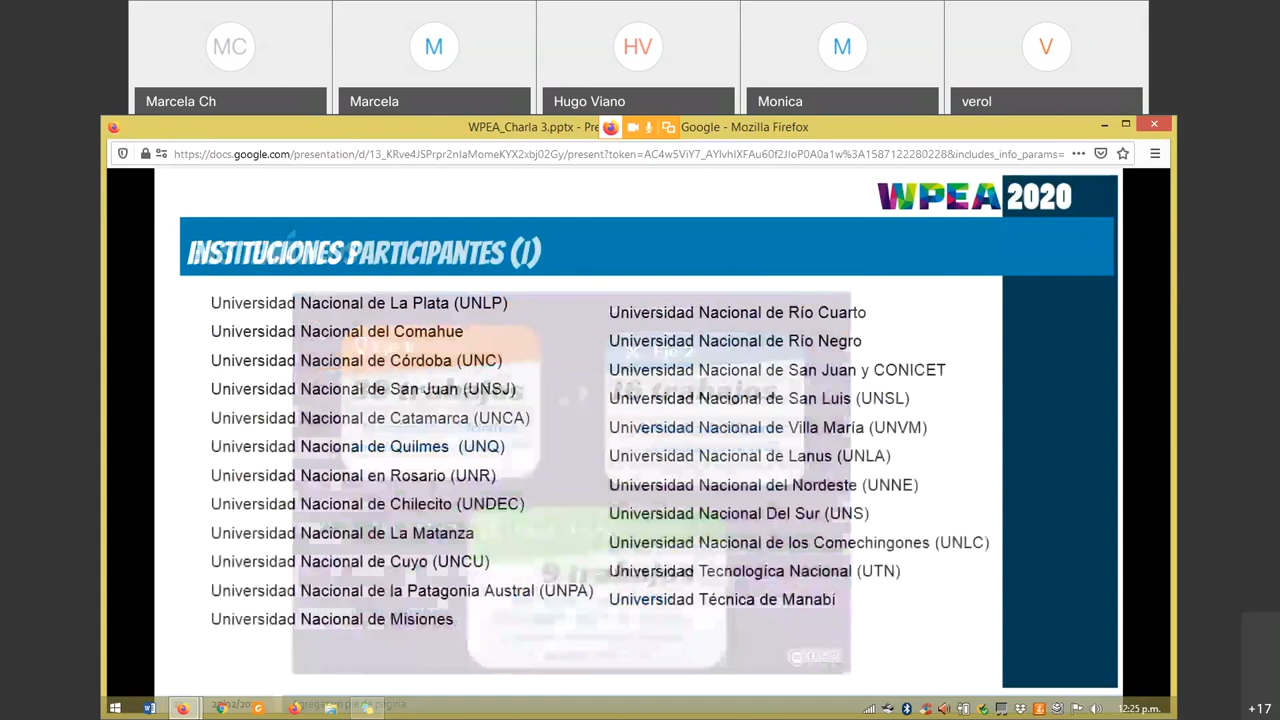 MC
M
HV
M
V
Marcela Ch
Marcela
Hugo Viano
Monica
verol
WPEA_Charla 3.pptx - Pre
Google - Mozilla Firefox
https://docs.google.com/presentation/d/
WPEA 2020
INSTITUCIONES PARTICIPANTES (I)
Universidad Nacional de La Plata (UNLP)
Universidad Nacional del Comahue
Universidad Nacional de Córdoba (UNC)
Universidad Nacional de San Juan (UNSJ)
Universidad Nacional de Catamarca (UNCA)
Universidad Nacional de Quilmes (UNQ)
Universidad Nacional en Rosario (UNR)
Universidad Nacional de Chilecito (UNDEC)
Universidad Nacional de La Matanza
Universidad Nacional de Cuyo (UNCU)
Universidad Nacional de la Patagonia Austral (UNPA)
Universidad Nacional de Misiones
Universidad Nacional de Río Cuarto
Universidad Nacional de Río Negro
Universidad Nacional de San Juan y CONICET
Universidad Nacional de San Luis (UNSL)
Universidad Nacional de Villa María (UNVM)
Universidad Nacional de Lanus (UNLA)
Universidad Nacional del Nordeste (UNNE)
Universidad Nacional Del Sur (UNS)
Universidad Nacional de los Comechingones (UNLC)
Universidad Tecnologíca Nacional (UTN)
Universidad Técnica de Manabí
9 trabajos
12:25 p.m.
+17